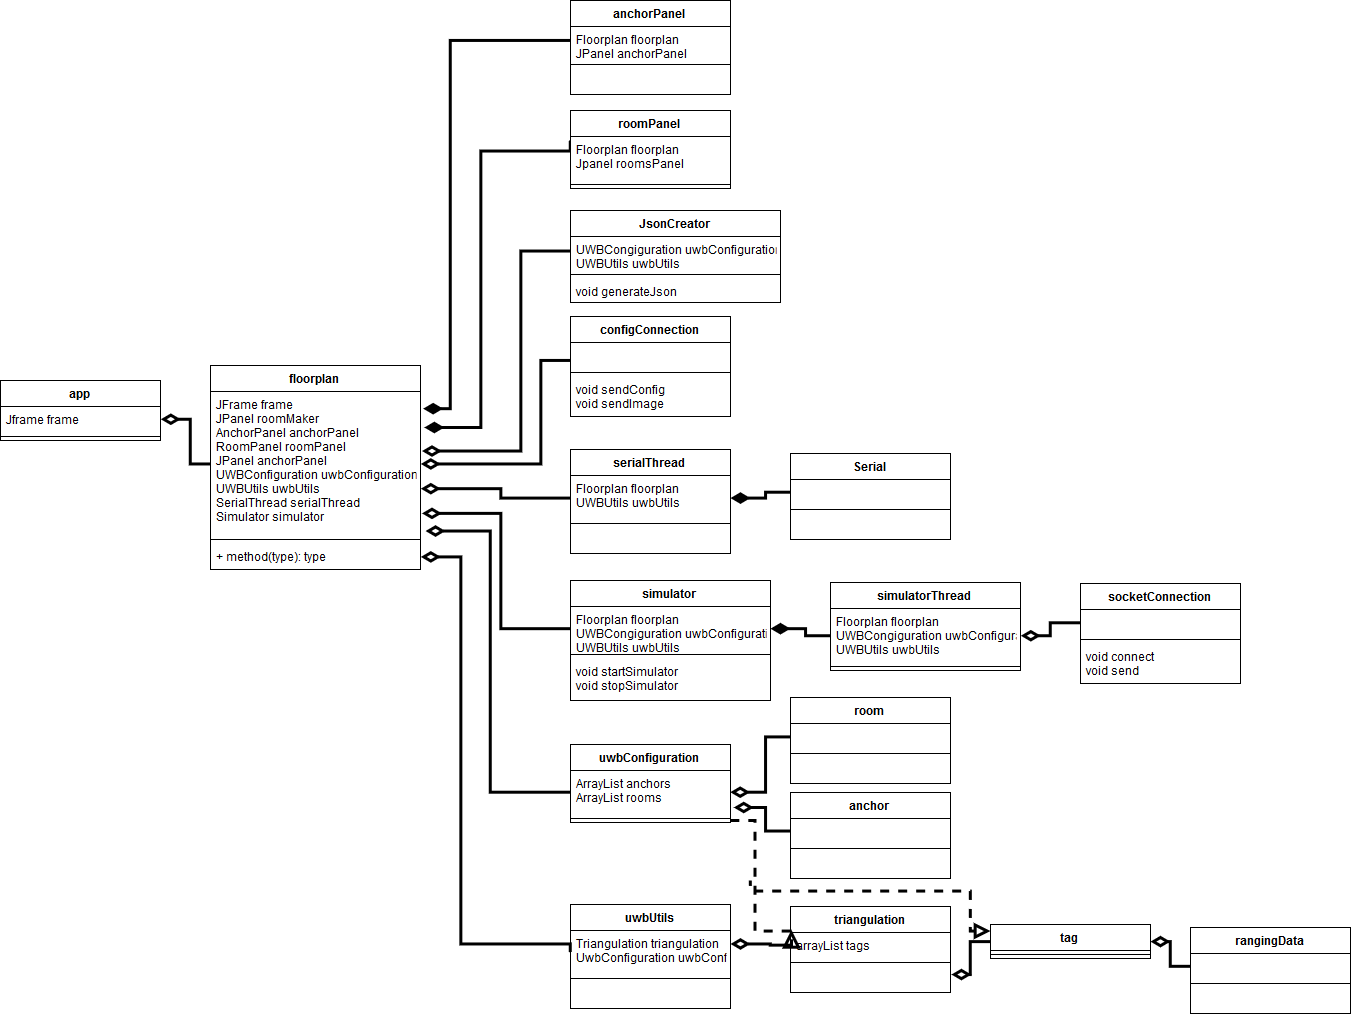 anchorPanel
Floorplan floorplan
JPanel anchorPanel
roomPanel
Floorplan floorplan
Jpanel roomsPanel
JsonCreator
UWBCongiguration uwbConfiguration
UWBUtils uwbUtils
void generateJson
configConnection
void sendConfig
void sendImage
app
Jframe frame
floorplan
JFrame frame
JPanel roomMaker
AnchorPanel anchorPanel
RoomPanel roomPanel
JPanel anchorPanel
UWBConfiguration uwbConfiguration
UWBUtils uwbUtils
SerialThread serialThread
Simulator simulator
+ method(type): type
serialThread
Floorplan floorplan
UWBUtils uwbUtils
Serial
simulator
Floorplan floorplan
UWBCongiguration uwbConfigurati
UWBUtils uwbUtils
void startSimulator
void stopSimulator
simulatorThread
Floorplan floorplan
UWBCongiguration uwbConfigura
UWBUtils uwbUtils
socketConnection
void connect
void send
room
uwbConfiguration
ArrayList anchors
ArrayList rooms
anchor
uwbUtils
Triangulation triangulation
UwbConfiguration uwbConf
triangulation
arrayList tags
tag
rangingData